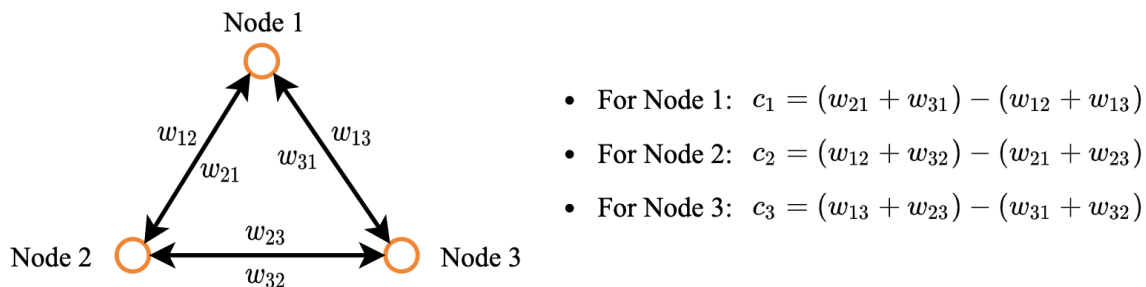 Node 1
w₁₂
w₁₃
w₂₁
w₃₁
Node 2
w₂₃
w₃₂
Node 3
• For Node 1: c₁ = (w₂₁ + w₃₁) − (w₁₂ + w₁₃)
• For Node 2: c₂ = (w₁₂ + w₃₂) − (w₂₁ + w₂₃)
• For Node 3: c₃ = (w₁₃ + w₂₃) − (w₃₁ + w₃₂)